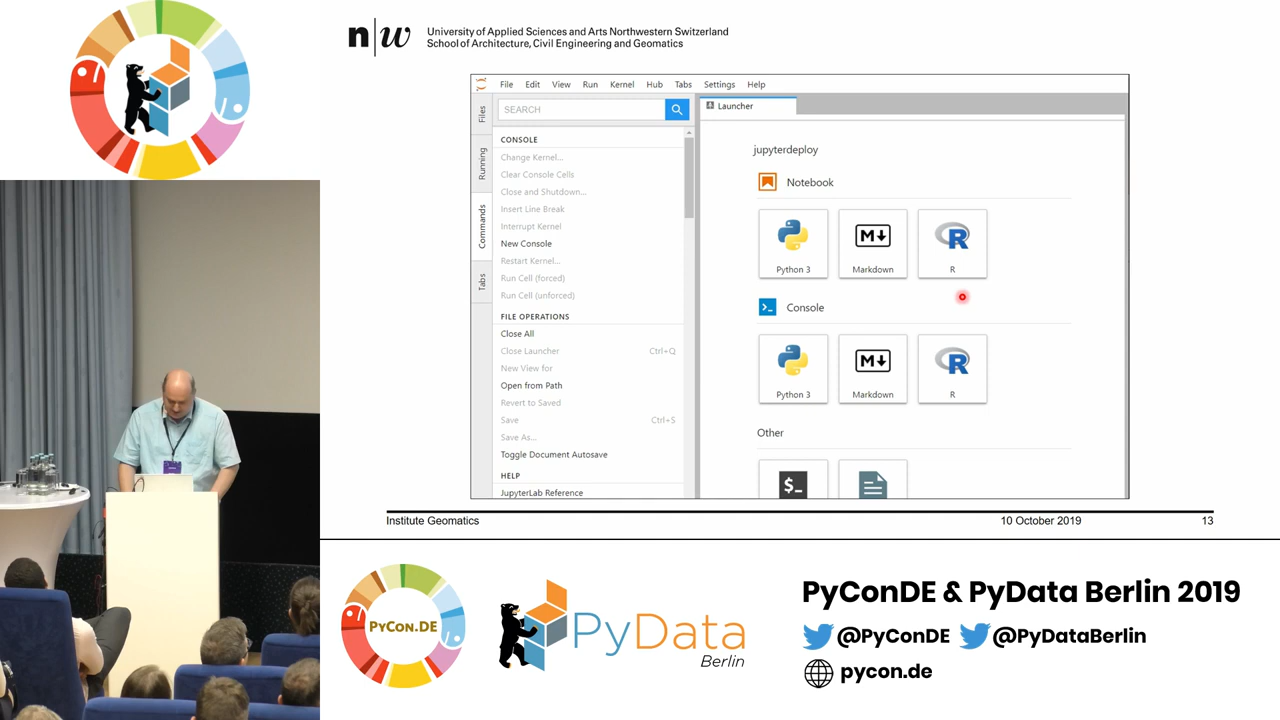 n|w
University of Applied Sciences and Arts Northwestern Switzerland
School of Architecture, Civil Engineering and Geomatics
File Edit View Run Kernel Hub Tabs Settings Help
Files
Running
Commands
Tabs
SEARCH
CONSOLE
Change Kernel...
Clear Console Cells
Close and Shutdown...
Insert Line Break
Interrupt Kernel
New Console
Restart Kernel...
Run Cell (forced)
Run Cell (unforced)
FILE OPERATIONS
Close All
Close Launcher Ctrl+Q
New View for
Open from Path
Revert to Saved
Save Ctrl+S
Save As...
Toggle Document Autosave
HELP
JupyterLab Reference
Launcher
jupyterdeploy
Notebook
Python 3
M
Markdown
R
R
Console
Python 3
M
Markdown
R
R
Other
$_
Institute Geomatics
10 October 2019
13
PYCON.DE
PyData
Berlin
PyConDE & PyData Berlin 2019
@PyConDE @PyDataBerlin
pycon.de